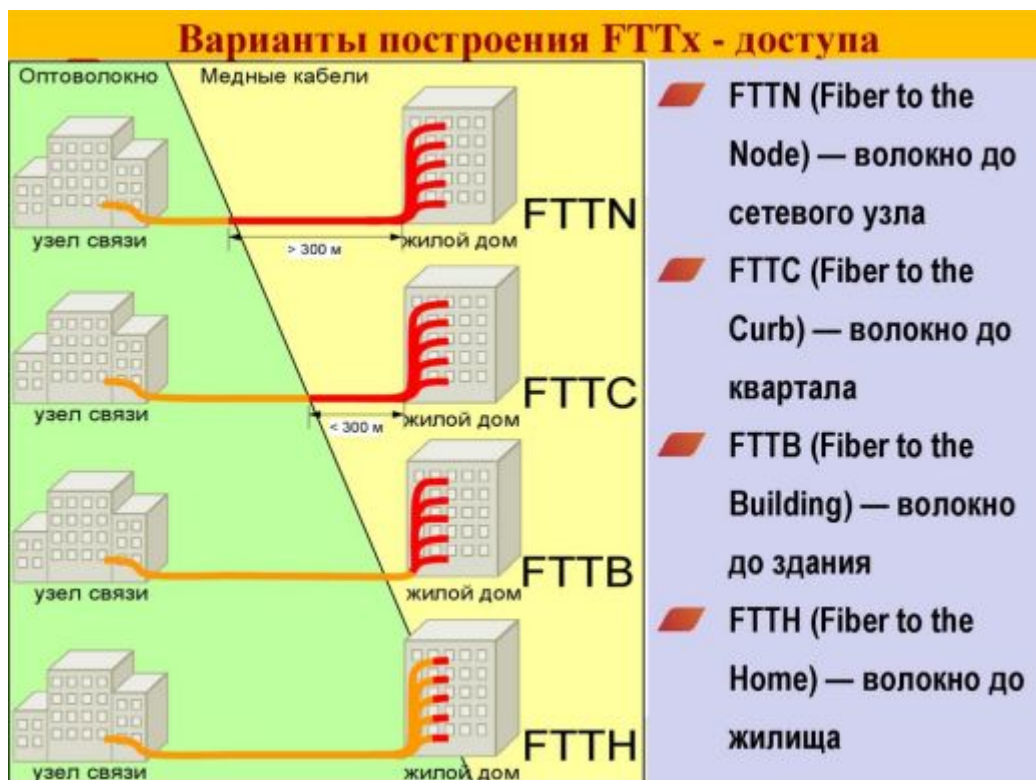 Варианты построения FTTx - доступа
Оптоволокно
Медные кабели
узел связи
> 300 м
жилой дом
FTTN
узел связи
< 300 м
жилой дом
FTTC
узел связи
жилой дом
FTTB
узел связи
жилой дом
FTTH
FTTN (Fiber to the
Node) — волокно до
сетевого узла
FTTC (Fiber to the
Curb) — волокно до
квартала
FTTB (Fiber to the
Building) — волокно
до здания
FTTH (Fiber to the
Home) — волокно до
жилища